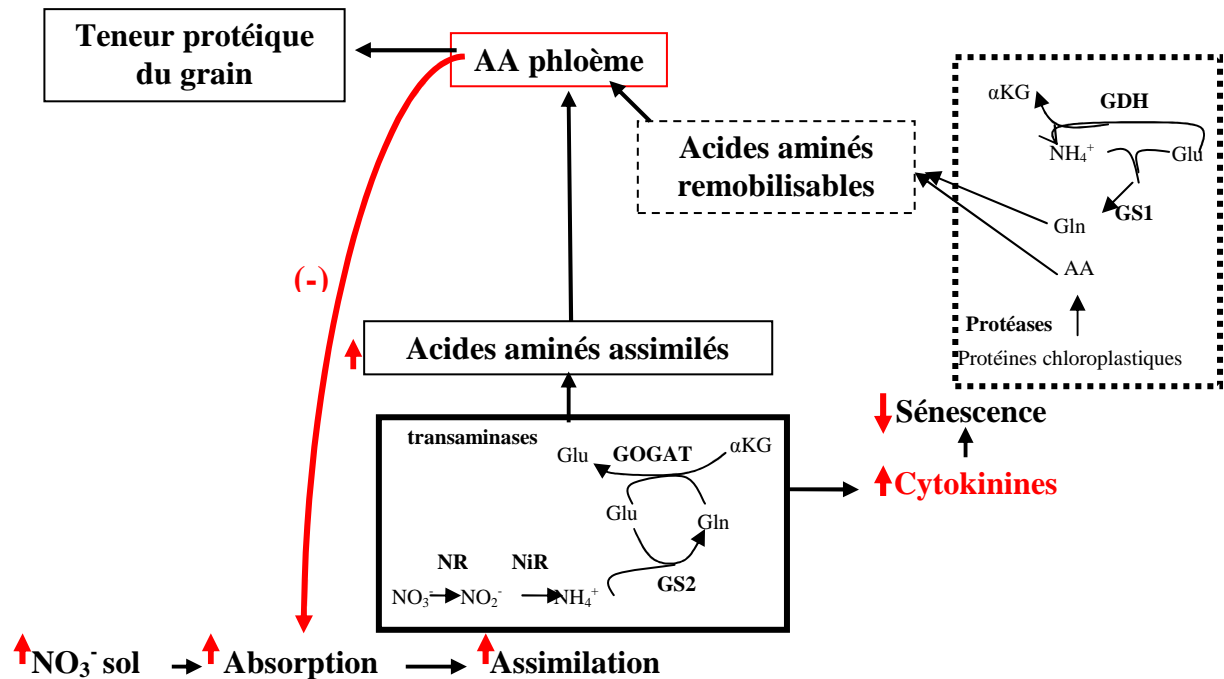 Teneur protéique
du grain
AA phloème
αKG
GDH
NH₄⁺
Glu
GS1
Gln
AA
Protéases
Protéines chloroplastiques
Acides aminés
remobilisables
(-)
Acides aminés assimilés
transaminases
Glu
GOGAT
αKG
Glu
Gln
GS2
NR
NiR
NO₃⁻
NO₂⁻
NH₄⁺
Sénescence
Cytokinines
NO₃⁻ sol
Absorption
Assimilation